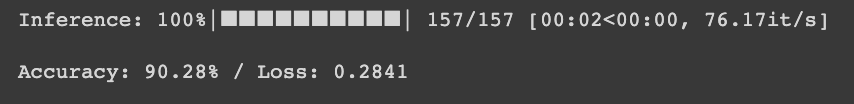 Inference: 100%|██████████| 157/157 [00:02<00:00, 76.17it/s]
Accuracy: 90.28% / Loss: 0.2841